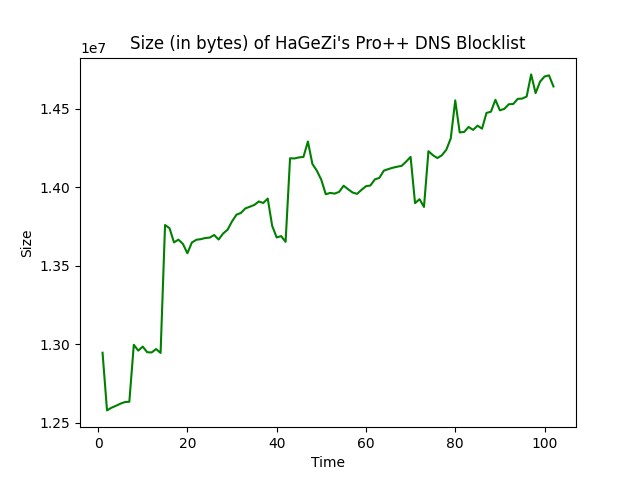 Size (in bytes) of HaGeZi's Pro++ DNS Blocklist
1e7
1.45
1.40
1.35
1.30
1.25
Size
0 20 40 60 80 100
Time